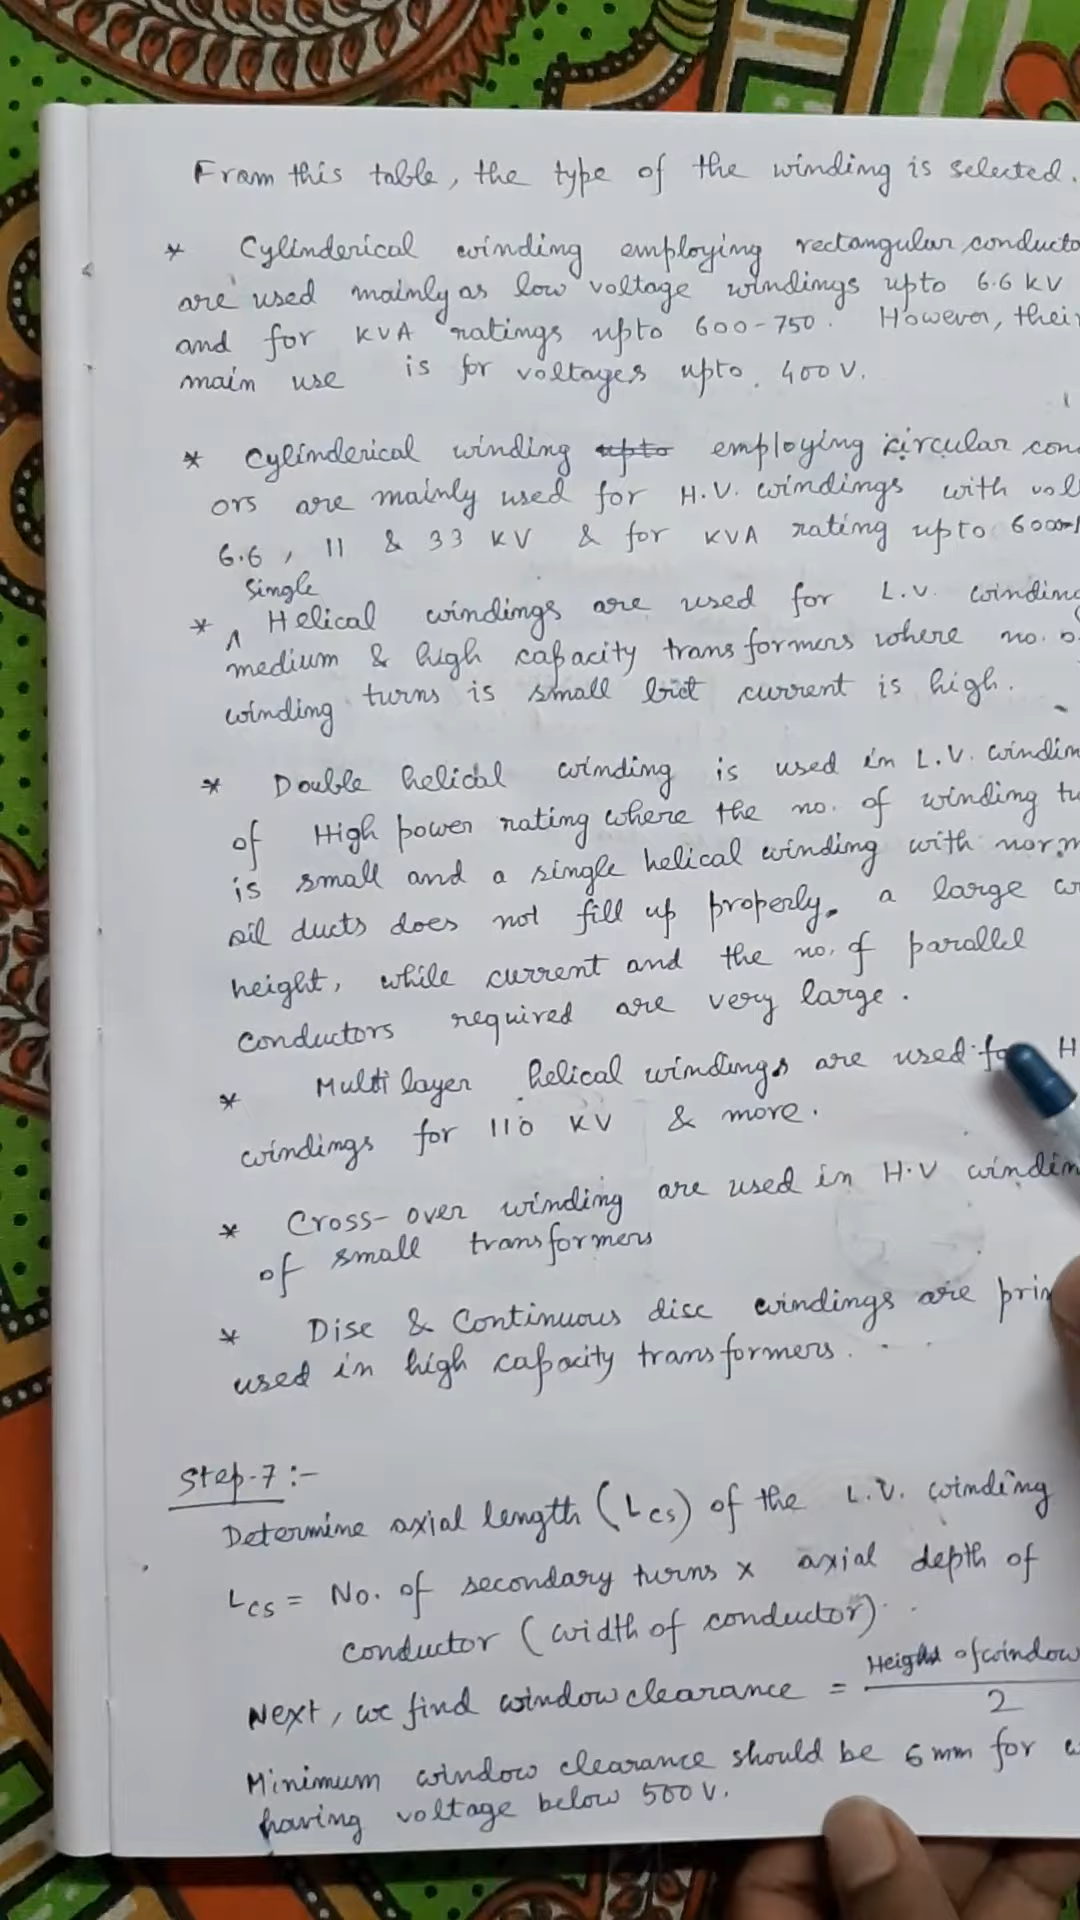 From this table, the type of the winding is selected.
* Cylinderical winding employing rectangular conducto
are used mainly as low voltage windings upto 6.6 kV
and for KVA ratings upto 600-750. However, thei
main use is for voltages upto 400 V.
* Cylinderical winding upto employing circular con
ors are mainly used for H.V. windings with vol
6.6, 11 & 33 KV & for KVA rating upto 600
Single
* ^ Helical windings are used for L.V. winding
medium & high capacity transformers where no. o
winding turns is small but current is high.
* Double helical winding is used in L.V. windin
of High power rating where the no. of winding tu
is small and a single helical winding with norm
oil ducts does not fill up properly. a large
height, while current and the no. of parallel
conductors required are very large.
* Multi layer helical windings are used fo H
windings for 110 KV & more.
* Cross-over winding are used in H.V windin
of small transformers
* Disc & Continuous disc windings are pri
used in high capacity transformers.
Step-7 :-
Determine axial length (Lcs) of the L.V. winding
Lcs = No. of secondary turns x axial depth of
conductor (width of conductor).
Next, we find window clearance = Height of window / 2
Minimum window clearance should be 6 mm for
having voltage below 500 V.